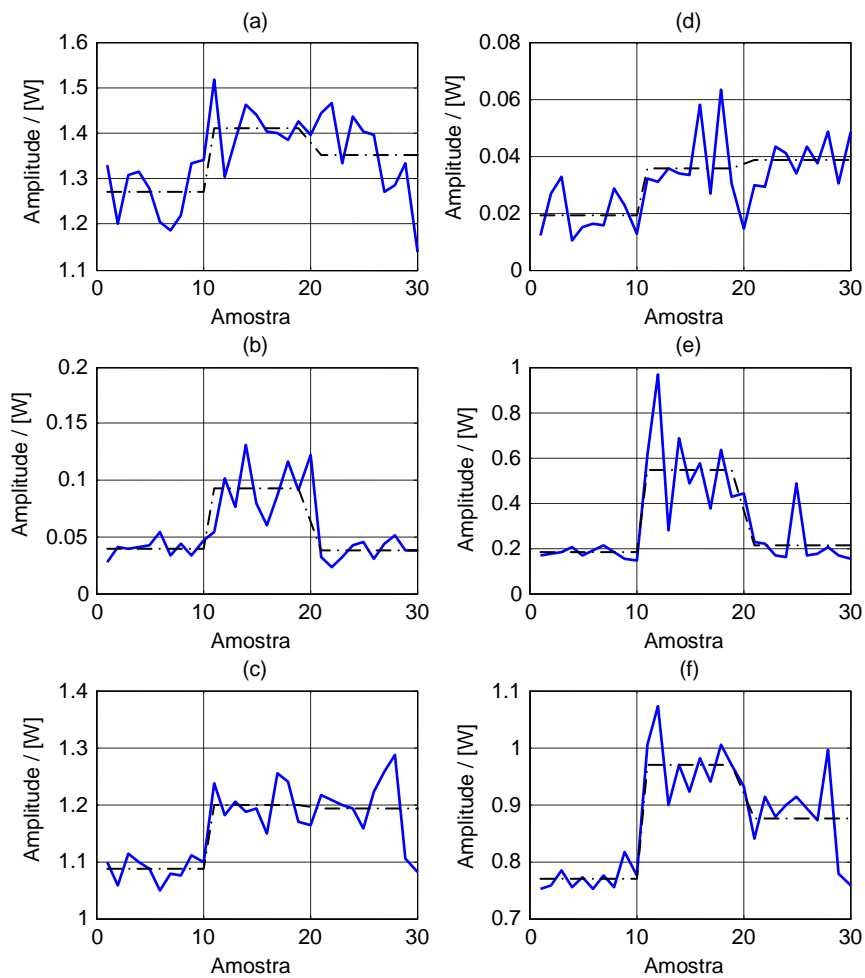 (a)
Amplitude / [W]
1.6
1.5
1.4
1.3
1.2
1.1
0 10 20 30
Amostra
(d)
Amplitude / [W]
0.08
0.06
0.04
0.02
0
0 10 20 30
Amostra
(b)
Amplitude / [W]
0.2
0.15
0.1
0.05
0
0 10 20 30
Amostra
(e)
Amplitude / [W]
1
0.8
0.6
0.4
0.2
0
0 10 20 30
Amostra
(c)
Amplitude / [W]
1.4
1.3
1.2
1.1
1
0 10 20 30
Amostra
(f)
Amplitude / [W]
1.1
1
0.9
0.8
0.7
0 10 20 30
Amostra